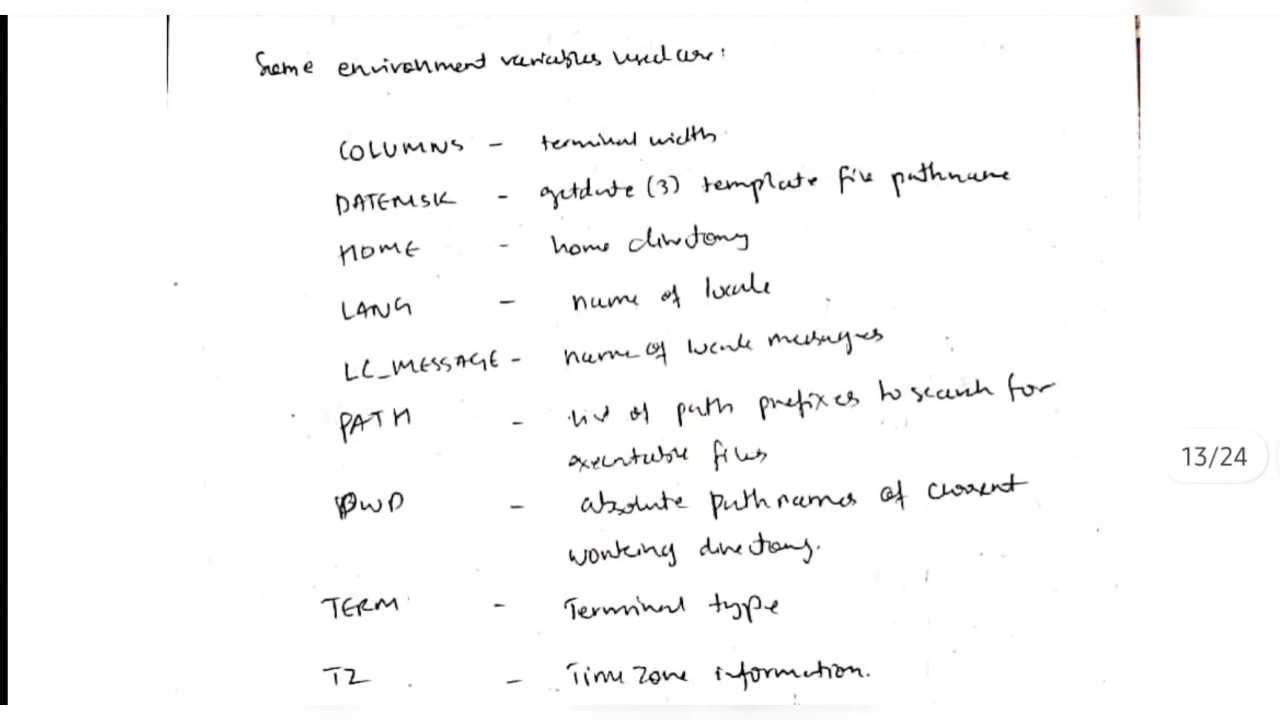 Some environment variables used are:
COLUMNS - terminal width
DATEMSK - getdate (3) template file pathname
HOME - home directory
LANG - name of locale
LC_MESSAGE - name of locale messages
PATH - list of path prefixes to search for
executable files
PWD - absolute pathnames of current
working directory.
TERM - Terminal type
TZ - Time Zone information.
13/24